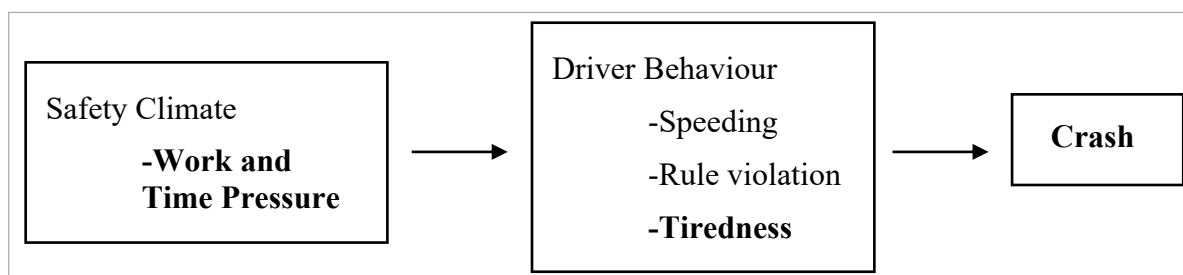 Safety Climate
-Work and
Time Pressure
Driver Behaviour
-Speeding
-Rule violation
-Tiredness
Crash